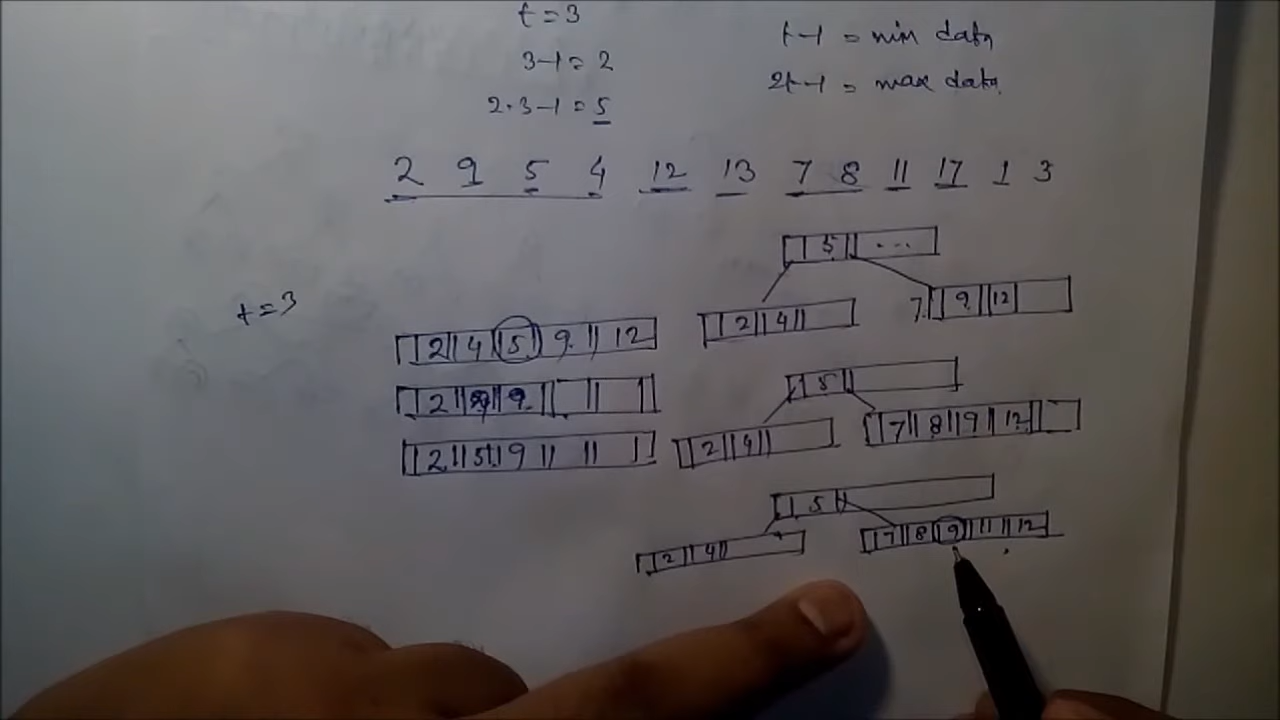 t = 3
t-1 = min data
3-1 = 2
2t-1 = max data
2·3-1 = 5
2 9 5 4 12 13 7 8 11 17 1 3
5 ...
t = 3
2 4 5 9 12
2 4
7 9 12
5
2 9
2 4
7 8 9 12
2 5 9
5
2 4
7 8 9 11 12